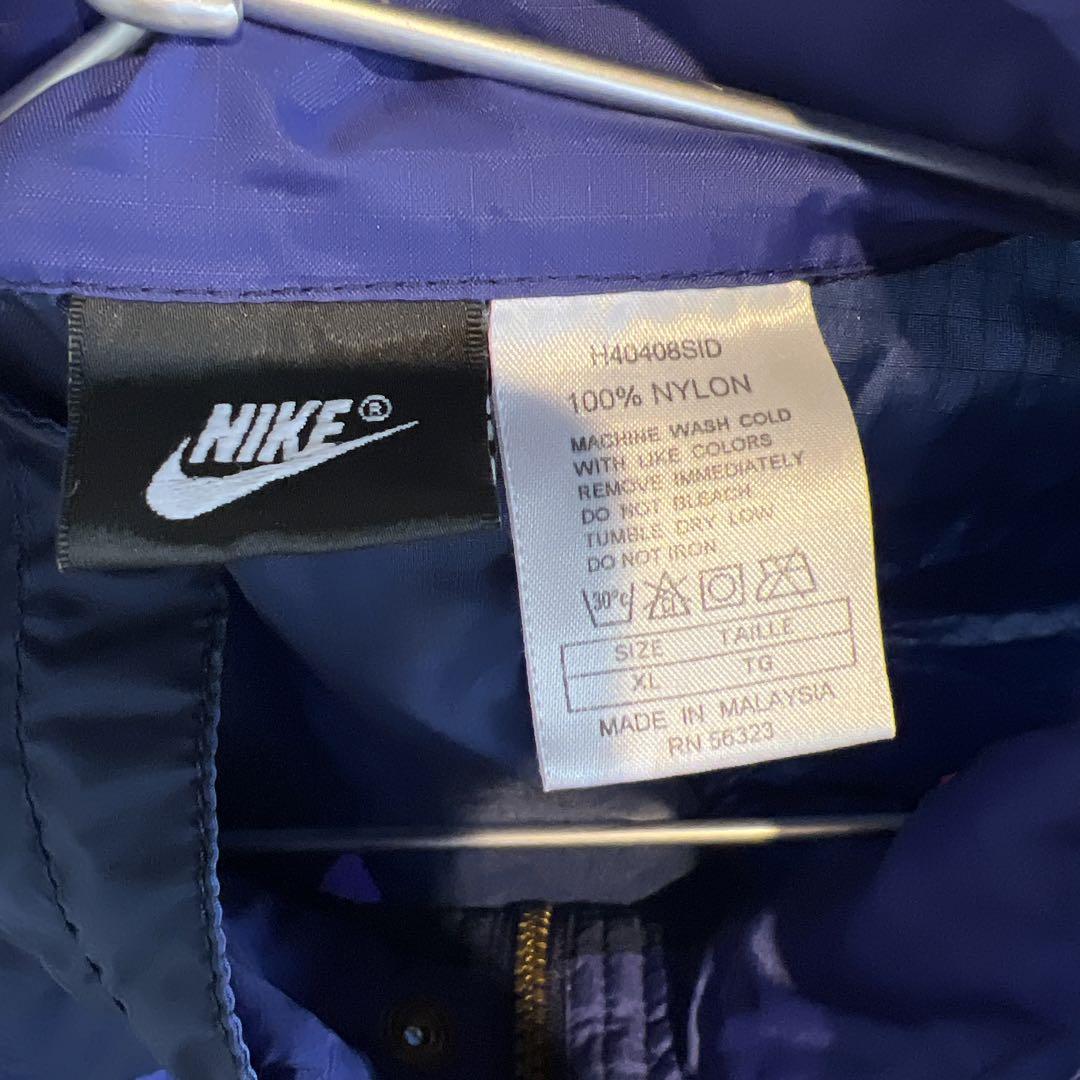 NIKE®
H40408SID
100% NYLON
MACHINE WASH COLD
WITH LIKE COLORS
REMOVE IMMEDIATELY
DO NOT BLEACH
TUMBLE DRY LOW
DO NOT IRON
30°c cl
SIZE TAILLE
XL TG
MADE IN MALAYSIA
RN 56323